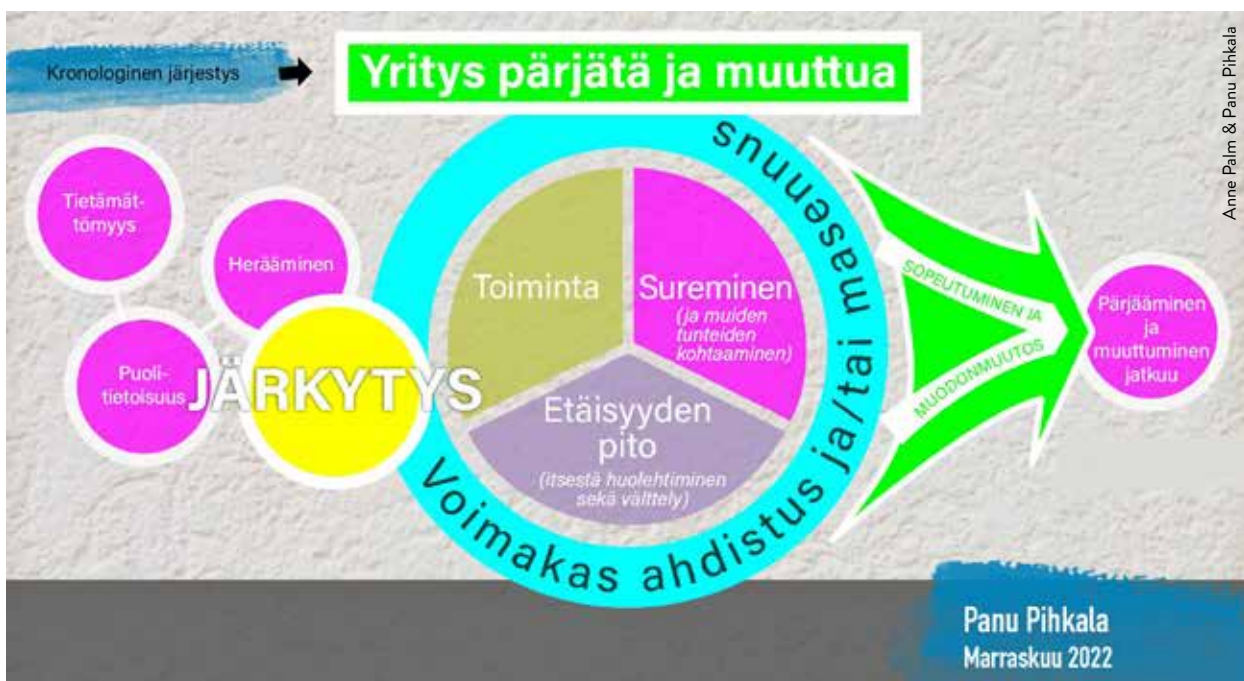 Kronologinen järjestys
Yritys pärjätä ja muuttua
Anne Palm & Panu Pihkala
Tietämät-
tömyys
Puoli-
tietoisuus
Herääminen
JÄRKYTYS
Toiminta
Sureminen
(ja muiden
tunteiden
kohtaaminen)
Etäisyyden
pito
(itsestä huolehtiminen
sekä välttely)
Voimakas ahdistus ja/tai masennus
SOPEUTUMINEN JA
MUODONMUUTOS
Pärjääminen
ja
muuttuminen
jatkuu
Panu Pihkala
Marraskuu 2022